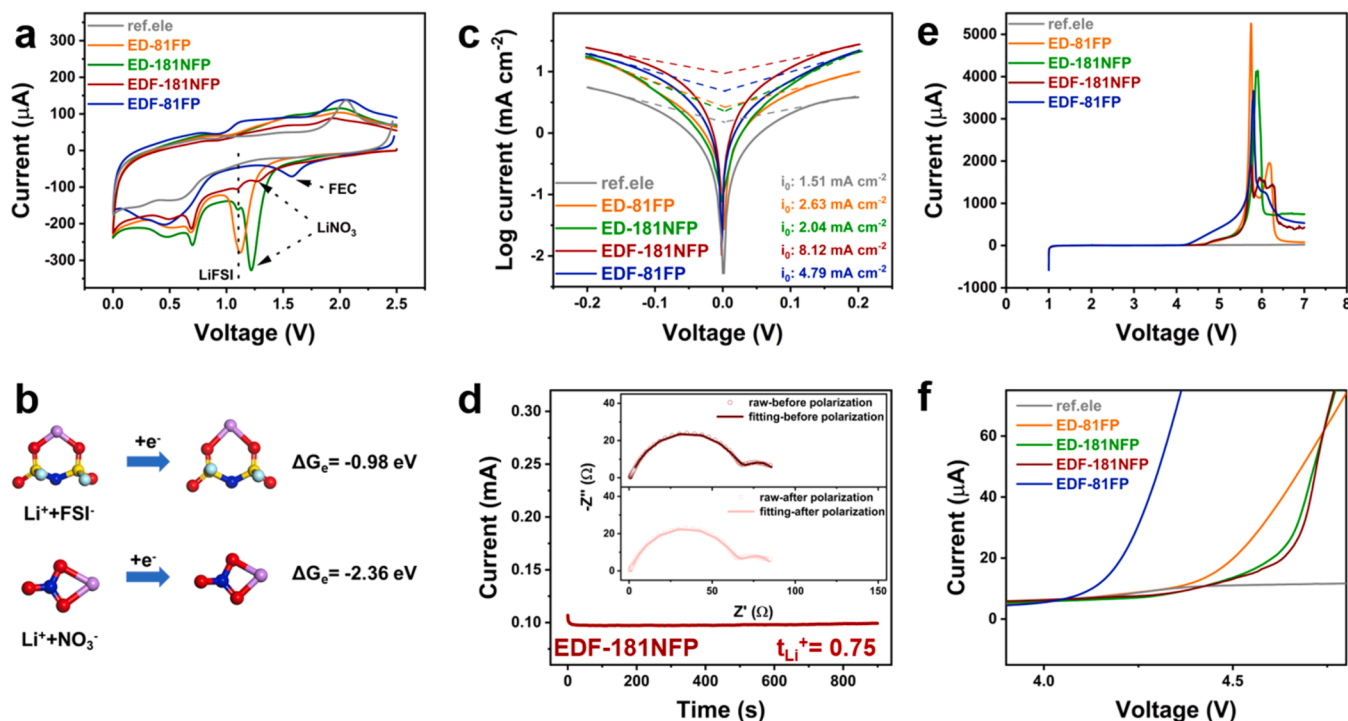 a
ref.ele
ED-81FP
ED-181NFP
EDF-181NFP
EDF-81FP
300
200
100
0
-100
-200
-300
Current (μA)
FEC
LiNO3
LiFSI
0.0 0.5 1.0 1.5 2.0 2.5
Voltage (V)
b
+e-
ΔGe= -0.98 eV
Li++FSI-
+e-
ΔGe= -2.36 eV
Li++NO3-
c
Log current (mA cm-2)
1
0
-1
-2
ref.ele
ED-81FP
ED-181NFP
EDF-181NFP
EDF-81FP
i0: 1.51 mA cm-2
i0: 2.63 mA cm-2
i0: 2.04 mA cm-2
i0: 8.12 mA cm-2
i0: 4.79 mA cm-2
-0.2 -0.1 0.0 0.1 0.2
Voltage (V)
d
Current (mA)
0.30
0.25
0.20
0.15
0.10
raw-before polarization
fitting-before polarization
40
20
0
-Z'' (Ω)
raw-after polarization
fitting-after polarization
40
20
0
0 50 100 150
Z' (Ω)
EDF-181NFP
tLi+= 0.75
0 200 400 600 800 1000
Time (s)
e
ref.ele
ED-81FP
ED-181NFP
EDF-181NFP
EDF-81FP
Current (μA)
5000
4000
3000
2000
1000
0
-1000
0 1 2 3 4 5 6 7 8
Voltage (V)
f
ref.ele
ED-81FP
ED-181NFP
EDF-181NFP
EDF-81FP
Current (μA)
60
40
20
0
4.0 4.5
Voltage (V)